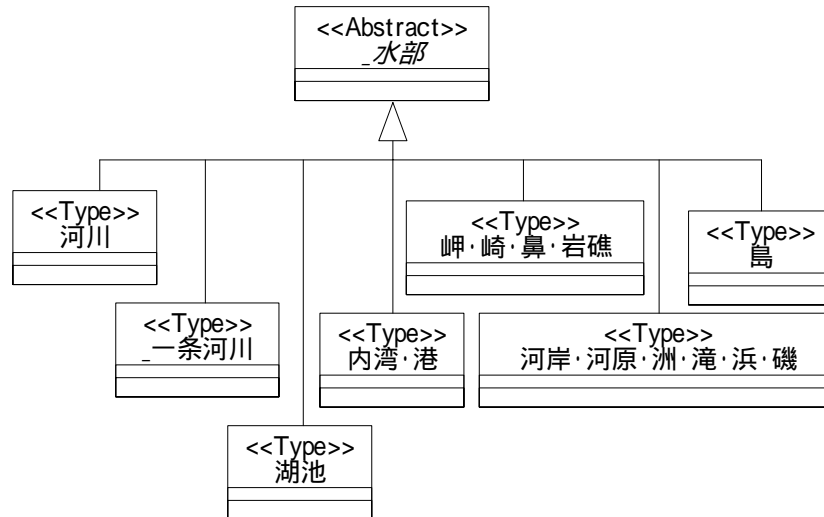 <<Abstract>>
_水部
<<Type>>
河川
<<Type>>
岬・崎・鼻・岩礁
<<Type>>
島
<<Type>>
_一条河川
<<Type>>
内湾・港
<<Type>>
河岸・河原・洲・滝・浜・磯
<<Type>>
湖池